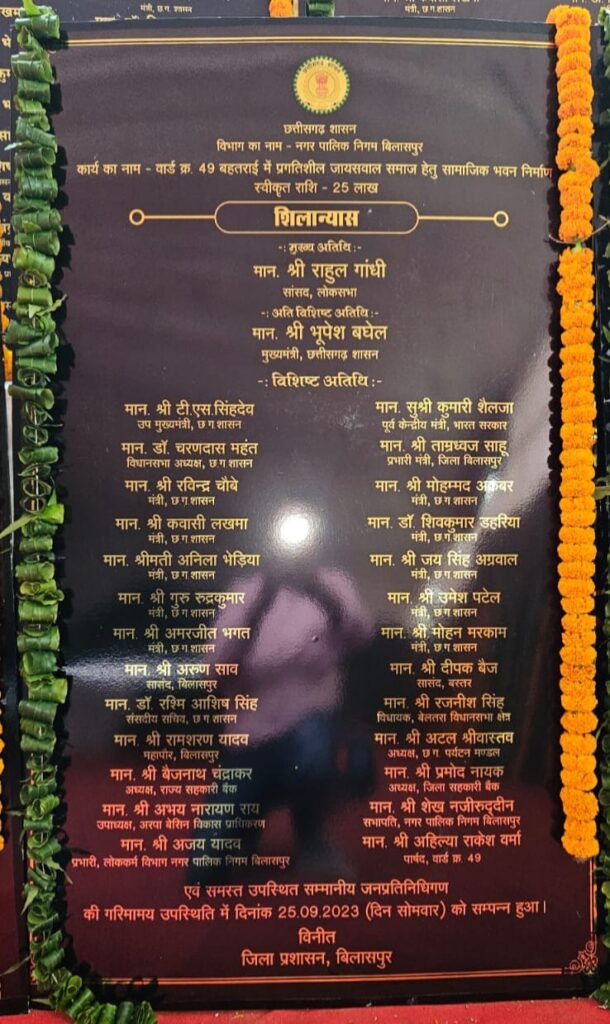 छत्तीसगढ़ शासन
विभाग का नाम - नगर पालिक निगम बिलासपुर
कार्य का नाम - वार्ड क्र. 49 बहतराई में प्रगतिशील जायसवाल समाज हेतु सामाजिक भवन निर्माण
स्वीकृत राशि - 25 लाख
शिलान्यास
-: मुख्य अतिथि :-
मान. श्री राहुल गांधी
सांसद, लोकसभा
-: अति विशिष्ट अतिथि :-
मान. श्री भूपेश बघेल
मुख्यमंत्री, छत्तीसगढ़ शासन
-: विशिष्ट अतिथि :-
मान. श्री टी.एस.सिंहदेव
उप मुख्यमंत्री, छ ग शासन
मान. सुश्री कुमारी शैलजा
पूर्व केन्द्रीय मंत्री, भारत सरकार
मान. डॉ. चरणदास महंत
विधानसभा अध्यक्ष, छ ग शासन
मान. श्री ताम्रध्वज साहू
प्रभारी मंत्री, जिला बिलासपुर
मान. श्री रविन्द्र चौबे
मंत्री, छ ग शासन
मान. श्री मोहम्मद अकबर
मंत्री, छ ग शासन
मान. श्री कवासी लखमा
मंत्री, छ ग शासन
मान. डॉ. शिवकुमार डहरिया
मंत्री, छ ग शासन
मान. श्रीमती अनिला भेड़िया
मंत्री, छ ग शासन
मान. श्री जय सिंह अग्रवाल
मंत्री, छ ग शासन
मान. श्री गुरु रुद्रकुमार
मंत्री, छ ग शासन
मान. श्री उमेश पटेल
मंत्री, छ ग शासन
मान. श्री अमरजीत भगत
मंत्री, छ ग शासन
मान. श्री मोहन मरकाम
मंत्री, छ ग शासन
मान. श्री अरुण साव
सासंद, बिलासपुर
मान. श्री दीपक बैज
सासंद, बस्तर
मान. डॉ. रश्मि आशिष सिंह
संसदीय सचिव, छ ग शासन
मान. श्री रजनीश सिंह
विधायक, बेलतरा विधानसभा क्षेत्र
मान. श्री रामशरण यादव
महापौर, बिलासपुर
मान. श्री अटल श्रीवास्तव
अध्यक्ष, छ ग पर्यटन मण्डल
मान. श्री बैजनाथ चंद्राकर
अध्यक्ष, राज्य सहकारी बैंक
मान. श्री प्रमोद नायक
अध्यक्ष, जिला सहकारी बैंक
मान. श्री अभय नारायण राय
उपाध्यक्ष, अरपा बेसिन विकास प्राधिकरण
मान. श्री शेख नजीरुद्दीन
सभापति, नगर पालिक निगम बिलासपुर
मान. श्री अजय यादव
प्रभारी, लोककर्म विभाग नगर पालिक निगम बिलासपुर
मान. श्री अहिल्या राकेश वर्मा
पार्षद, वार्ड क्र. 49
एवं समस्त उपस्थित सम्मानीय जनप्रतिनिधिगण
की गरिमामय उपस्थिति में दिनांक 25.09.2023 (दिन सोमवार) को सम्पन्न हुआ।
विनीत
जिला प्रशासन, बिलासपुर